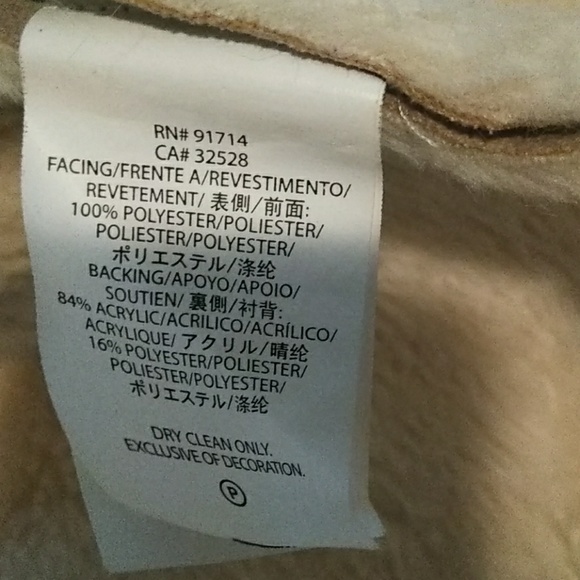 RN# 91714
CA# 32528
FACING/FRENTE A/REVESTIMENTO/
REVETEMENT/ 表側/前面:
100% POLYESTER/POLIESTER/
POLIESTER/POLYESTER/
ポリエステル/涤纶
BACKING/APOYO/APOIO/
SOUTIEN/ 裏側/衬背:
84% ACRYLIC/ACRILICO/ACRÍLICO/
ACRYLIQUE/ アクリル/晴纶
16% POLYESTER/POLIESTER/
POLIESTER/POLYESTER/
ポリエステル/涤纶
DRY CLEAN ONLY.
EXCLUSIVE OF DECORATION.
P